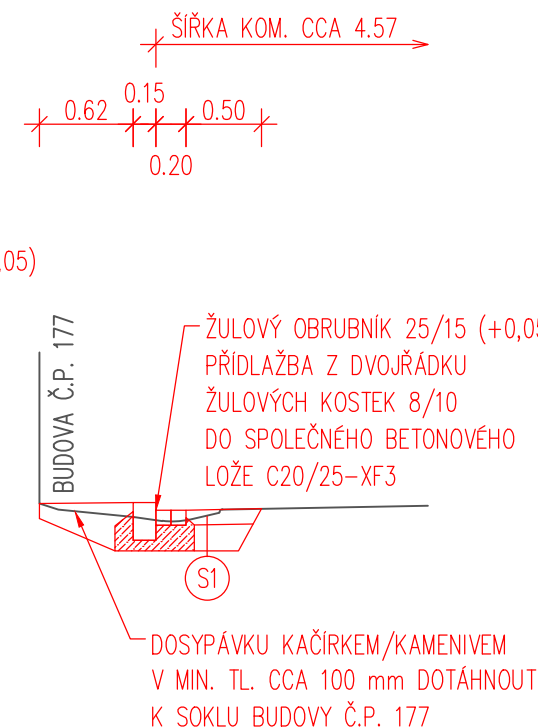 ŠÍŘKA KOM. CCA 4.57
0.62
0.15
0.50
0.20
05)
BUDOVA Č.P. 177
ŽULOVÝ OBRUBNÍK 25/15 (+0,05
PŘÍDLAŽBA Z DVOJŘÁDKU
ŽULOVÝCH KOSTEK 8/10
DO SPOLEČNÉHO BETONOVÉHO
LOŽE C20/25-XF3
S1
DOSYPÁVKU KAČÍRKEM/KAMENIVEM
V MIN. TL. CCA 100 mm DOTÁHNOUT
K SOKLU BUDOVY Č.P. 177